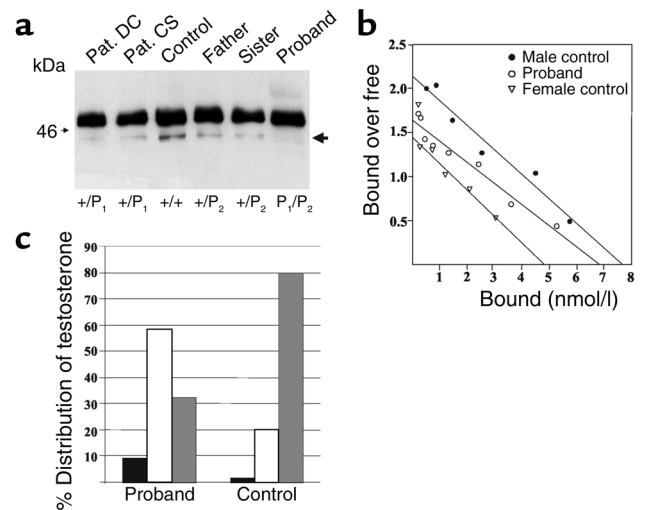 a
Pat. DC Pat. CS Control Father Sister Proband
kDa
46
+/P1 +/P1 +/+ +/P2 +/P2 P1/P2
b
Bound over free
2.5
2.0
1.5
1.0
0.5
Male control
Proband
Female control
1 2 3 4 5 6 7 8
Bound (nmol/l)
c
% Distribution of testosterone
90
80
70
60
50
40
30
20
10
Proband Control